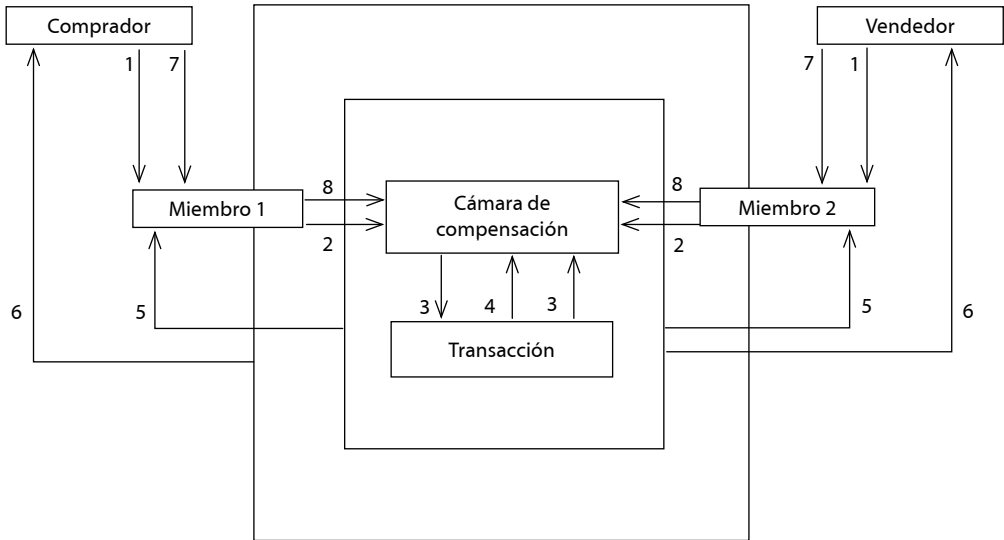 Comprador
Vendedor
1
7
7
1
8
8
Miembro 1
Cámara de
compensación
Miembro 2
2
2
3
4
3
6
5
5
6
Transacción